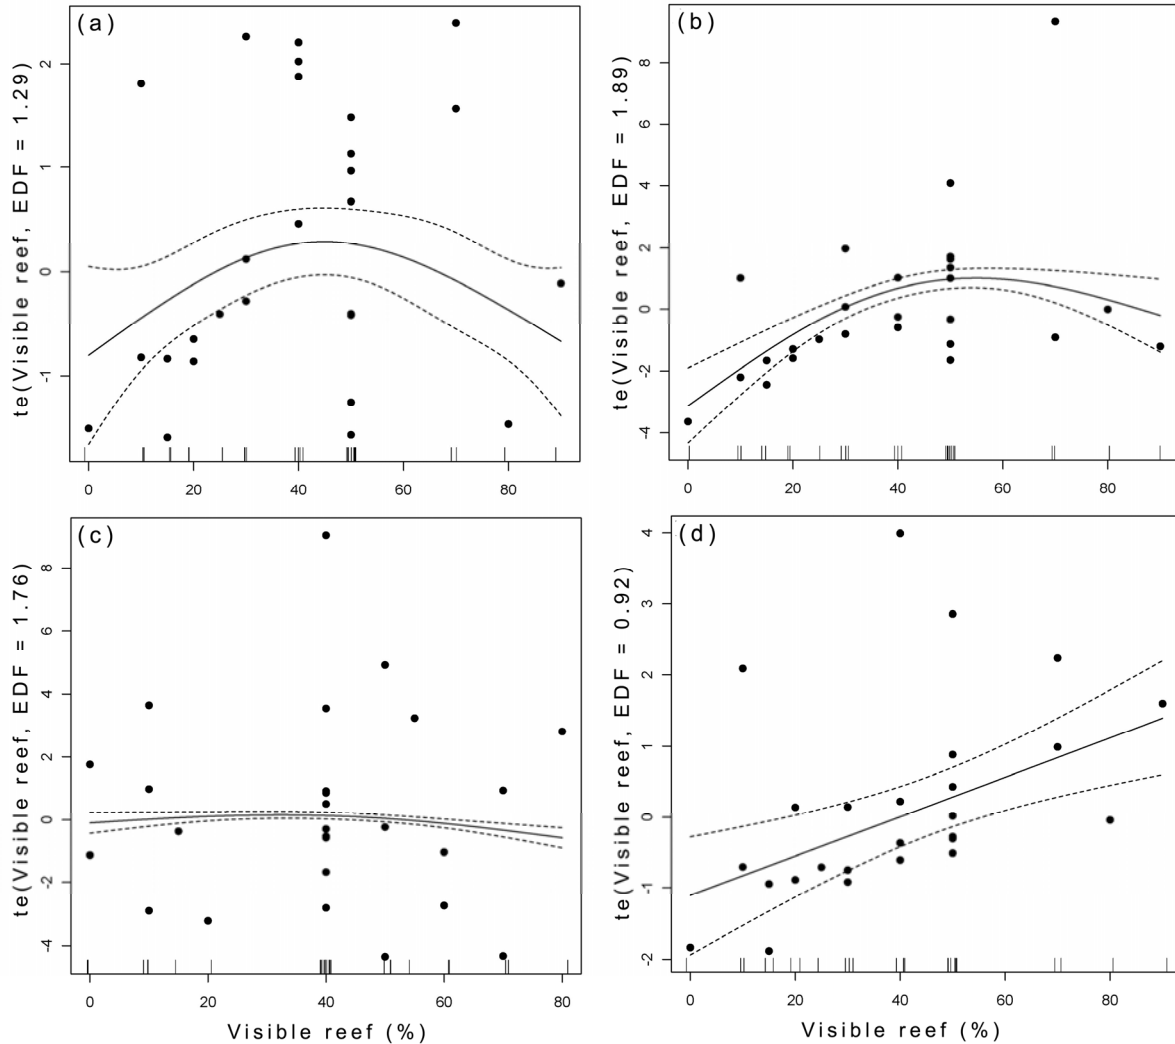 (a)
te(Visible reef, EDF = 1.29)
2
1
0
-1
0 20 40 60 80
(b)
te(Visible reef, EDF = 1.89)
8
6
4
2
0
-2
-4
0 20 40 60 80
(c)
te(Visible reef, EDF = 1.76)
8
6
4
2
0
-2
-4
0 20 40 60 80
Visible reef (%)
(d)
te(Visible reef, EDF = 0.92)
4
3
2
1
0
-1
-2
0 20 40 60 80
Visible reef (%)